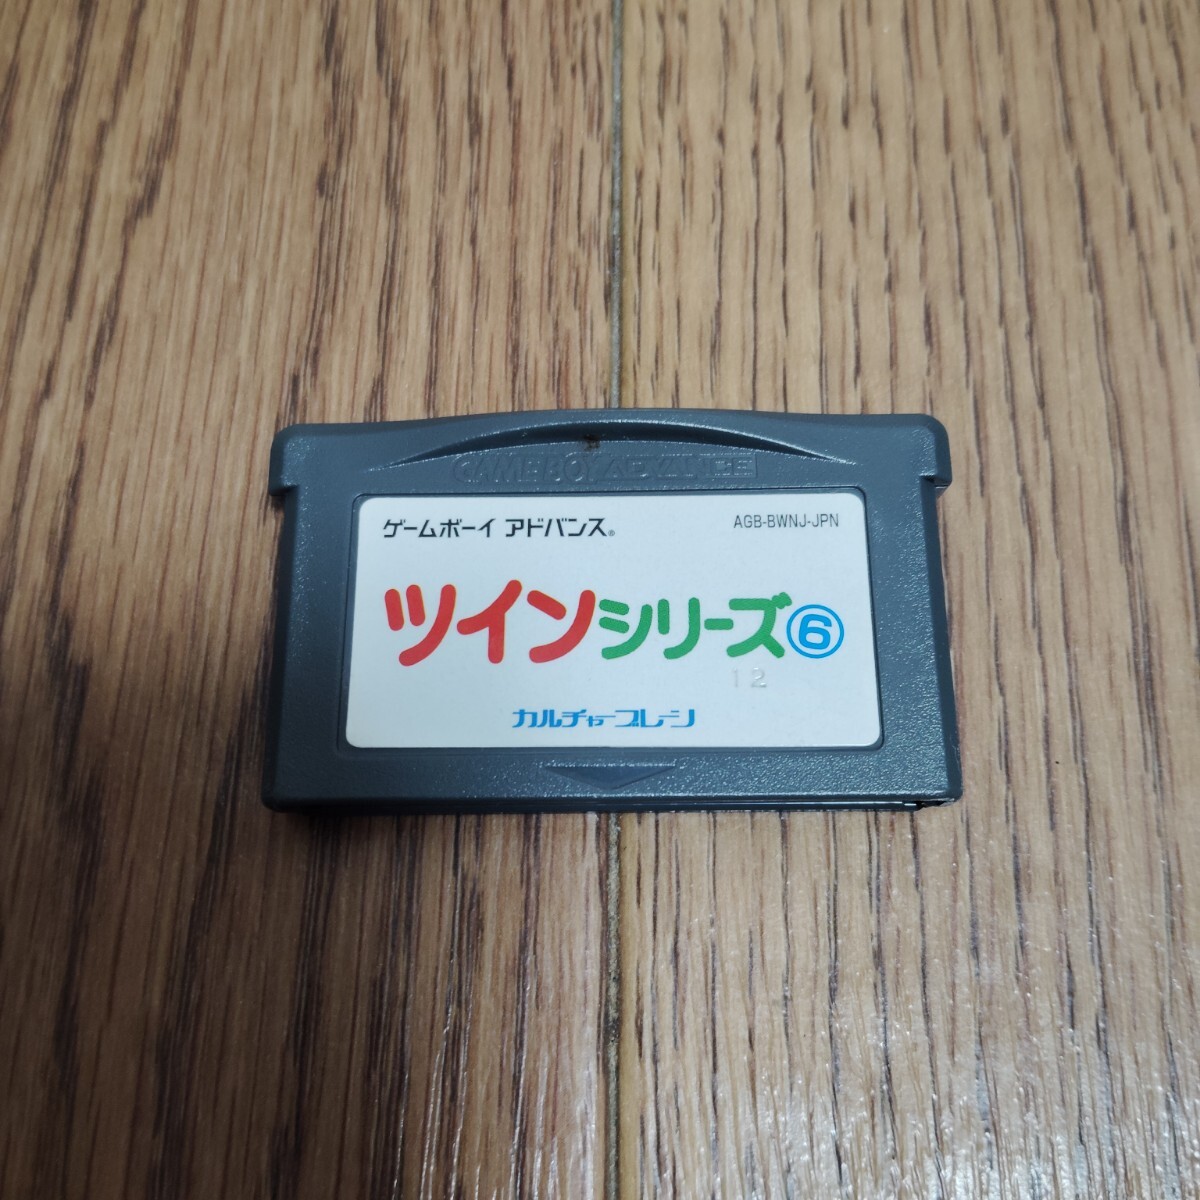 GAME BOY ADVANCE
ゲームボーイ アドバンス®
AGB-BWNJ-JPN
ツインシリーズ⑥
12
カルチャーブレーン